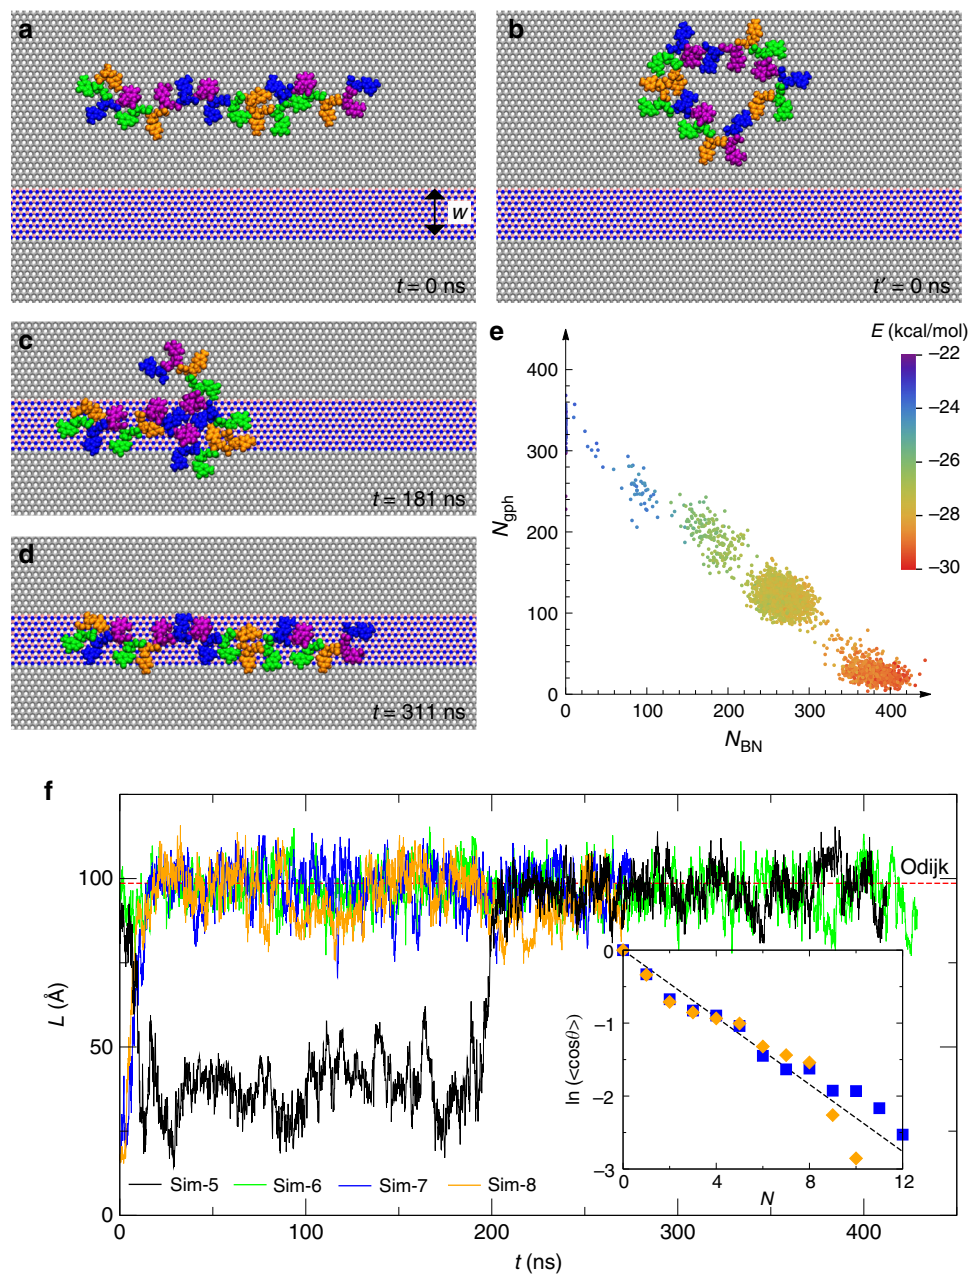 a
w
t = 0 ns
b
t′ = 0 ns
c
t = 181 ns
d
t = 311 ns
e
E (kcal/mol)
−22
−24
−26
−28
−30
400
300
200
100
0
N_gph
0 100 200 300 400
N_BN
f
100
50
0
L (Å)
Odijk
Sim-5 Sim-6 Sim-7 Sim-8
0 100 200 300 400
t (ns)
0
−1
−2
−3
ln (<cosθ>)
0 4 8 12
N